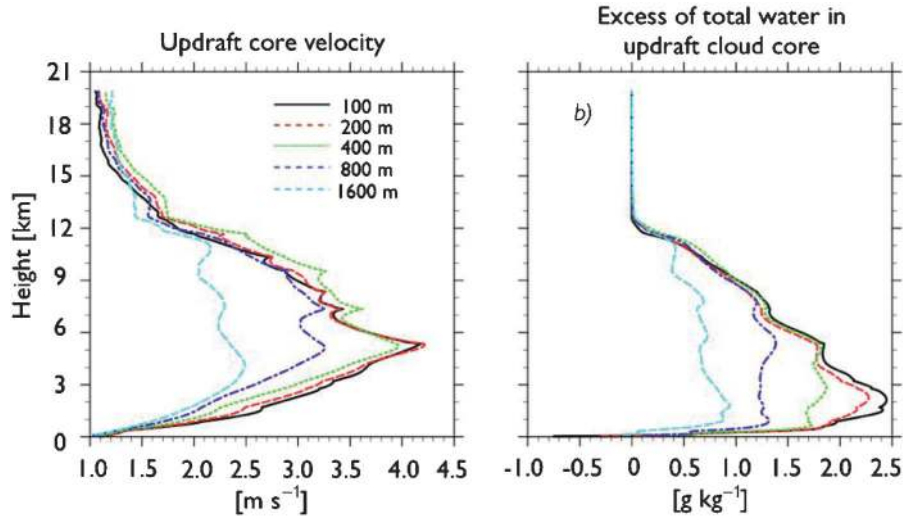 Updraft core velocity
Excess of total water in
updraft cloud core
21
18
15
12
9
6
3
0
Height [km]
100 m
200 m
400 m
800 m
1600 m
b)
1.0 1.5 2.0 2.5 3.0 3.5 4.0 4.5
-1.0 -0.5 0 0.5 1.0 1.5 2.0 2.5
[m s⁻¹]
[g kg⁻¹]